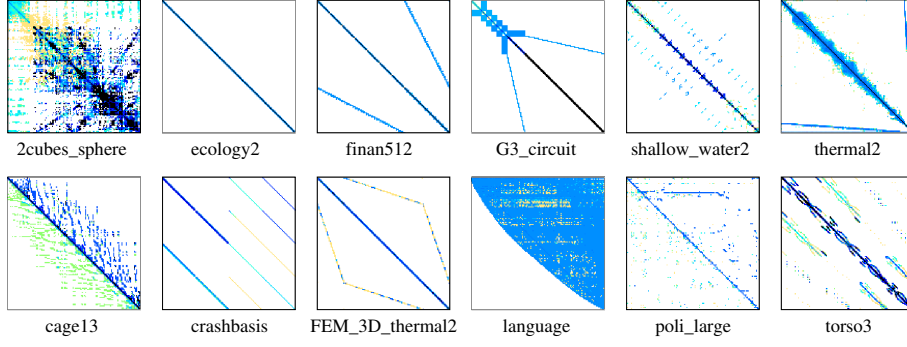 2cubes_sphere ecology2 finan512 G3_circuit shallow_water2 thermal2
cage13 crashbasis FEM_3D_thermal2 language poli_large torso3